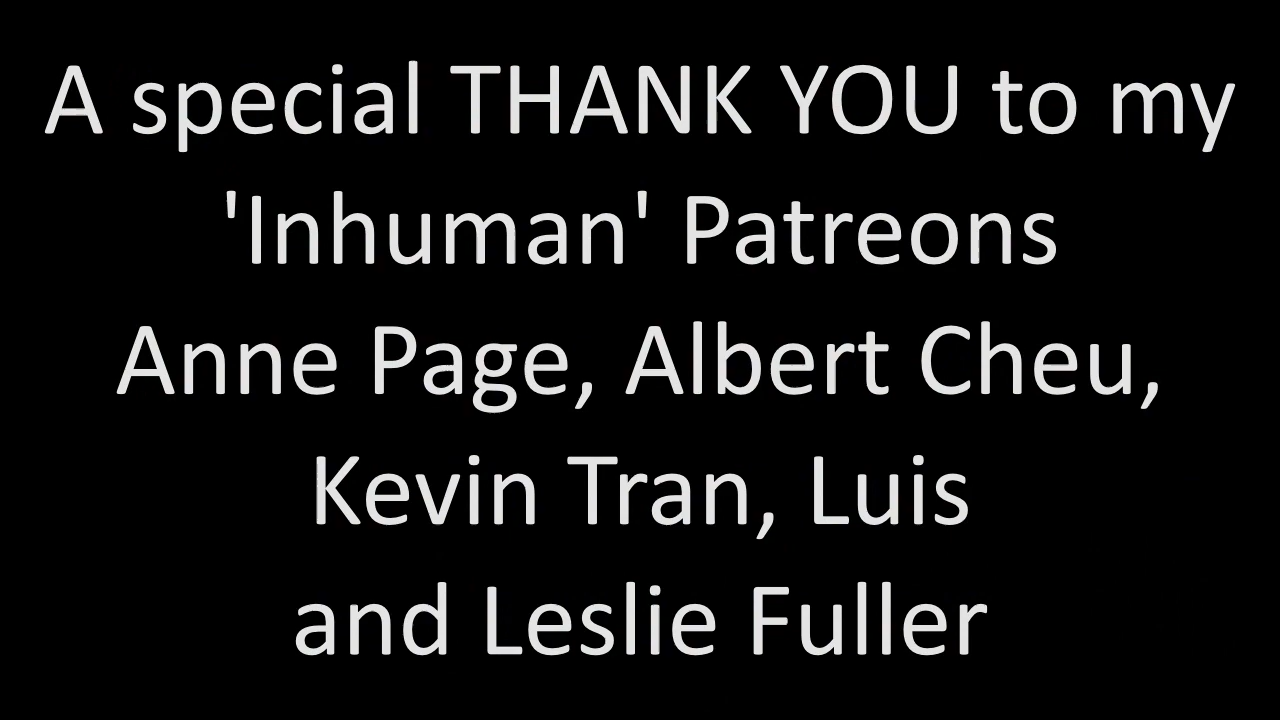 A special THANK YOU to my
'Inhuman' Patreons
Anne Page, Albert Cheu,
Kevin Tran, Luis
and Leslie Fuller